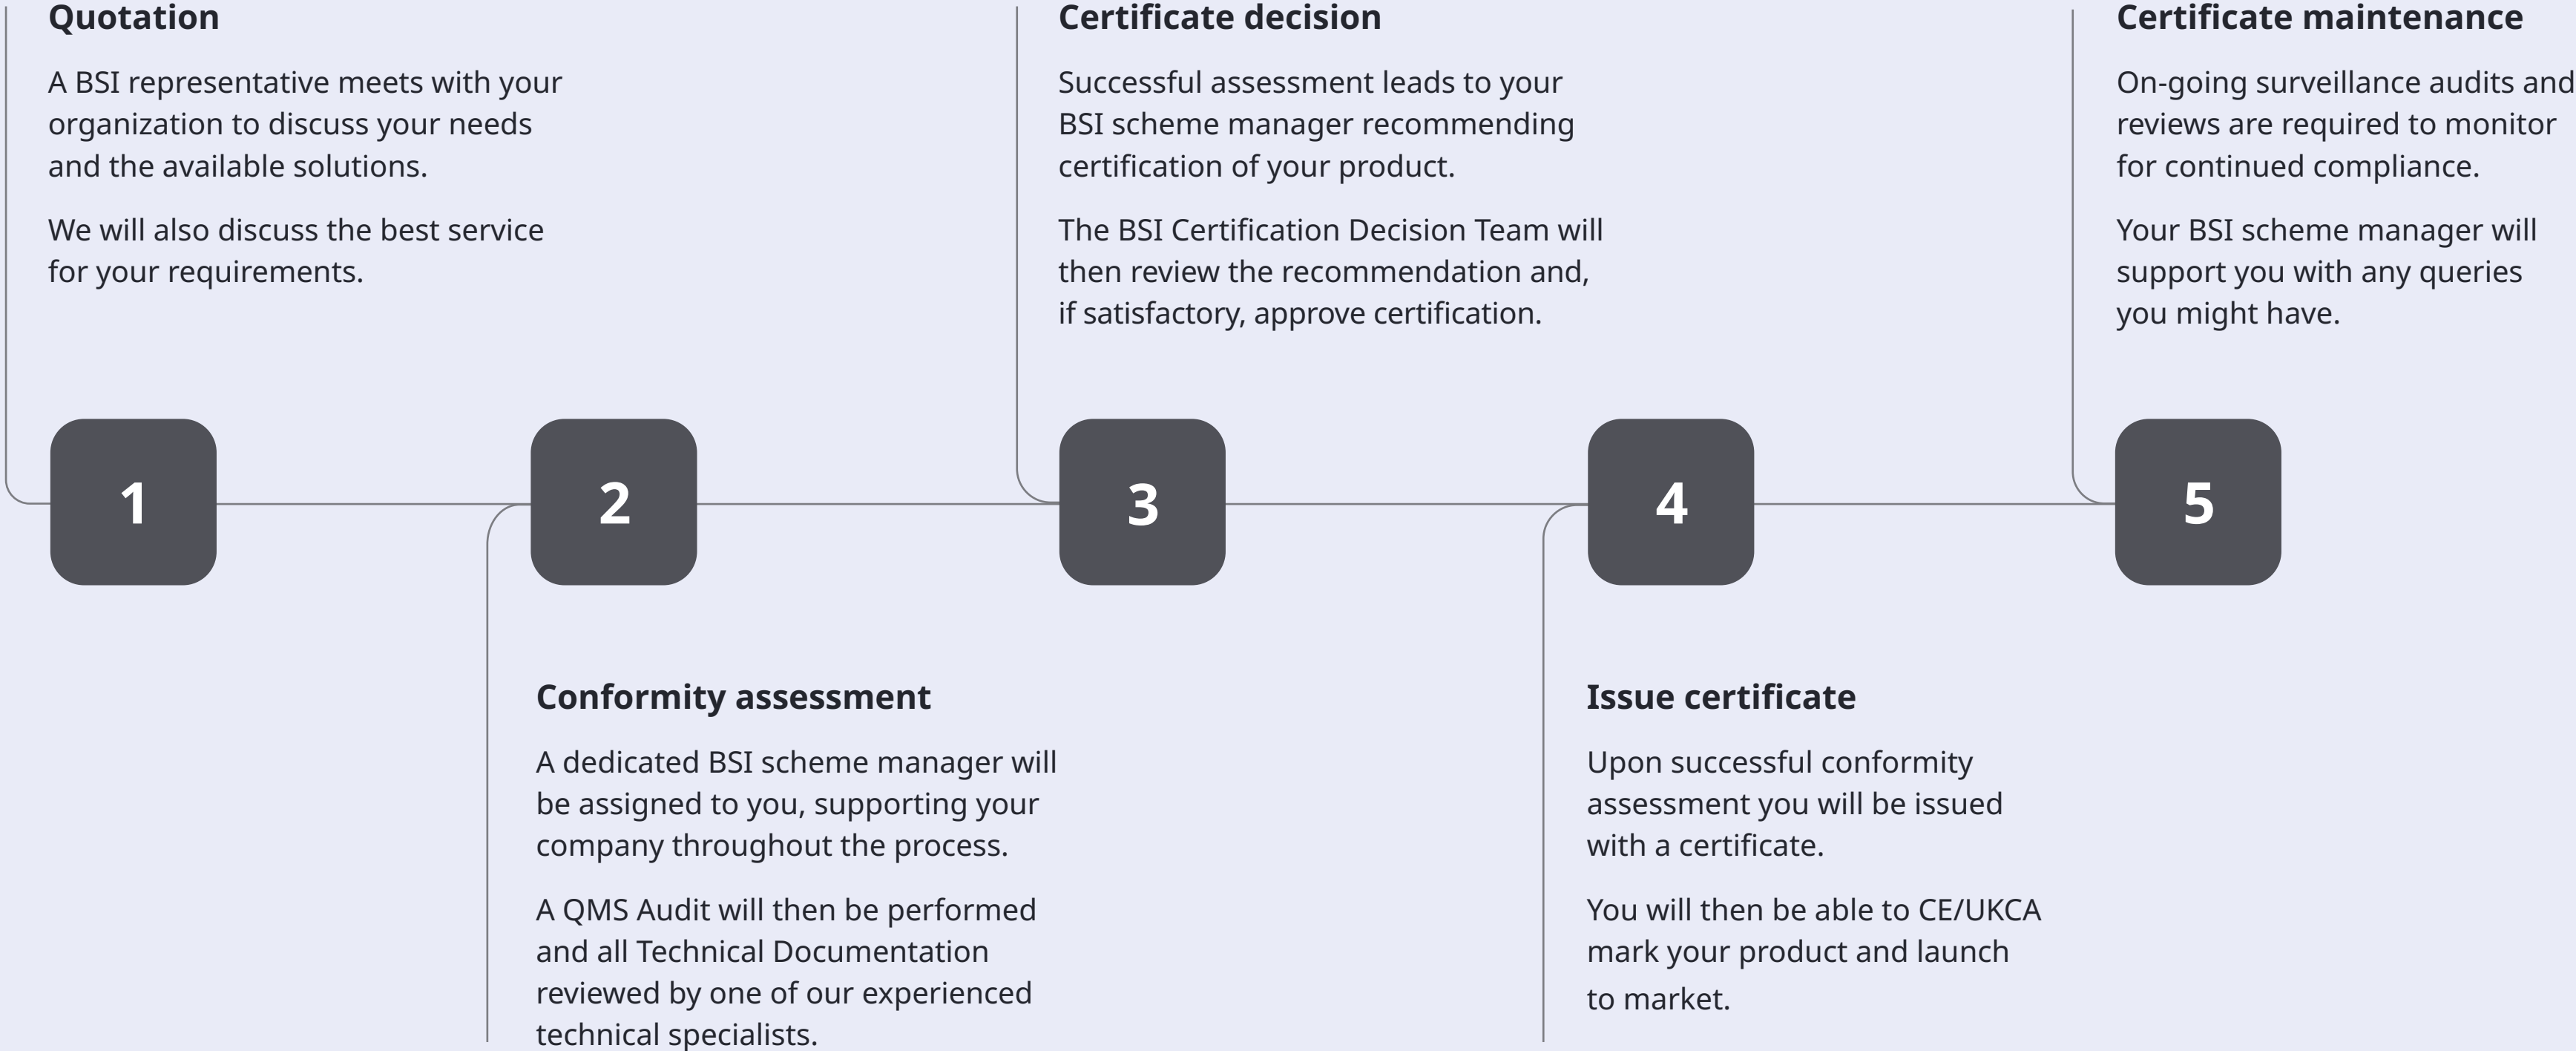 Quotation
A BSI representative meets with your
organization to discuss your needs
and the available solutions.
We will also discuss the best service
for your requirements.
1
2
Conformity assessment
A dedicated BSI scheme manager will
be assigned to you, supporting your
company throughout the process.
A QMS Audit will then be performed
and all Technical Documentation
reviewed by one of our experienced
technical specialists.
Certificate decision
Successful assessment leads to your
BSI scheme manager recommending
certification of your product.
The BSI Certification Decision Team will
then review the recommendation and,
if satisfactory, approve certification.
3
4
Issue certificate
Upon successful conformity
assessment you will be issued
with a certificate.
You will then be able to CE/UKCA
mark your product and launch
to market.
Certificate maintenance
On-going surveillance audits and
reviews are required to monitor
for continued compliance.
Your BSI scheme manager will
support you with any queries
you might have.
5